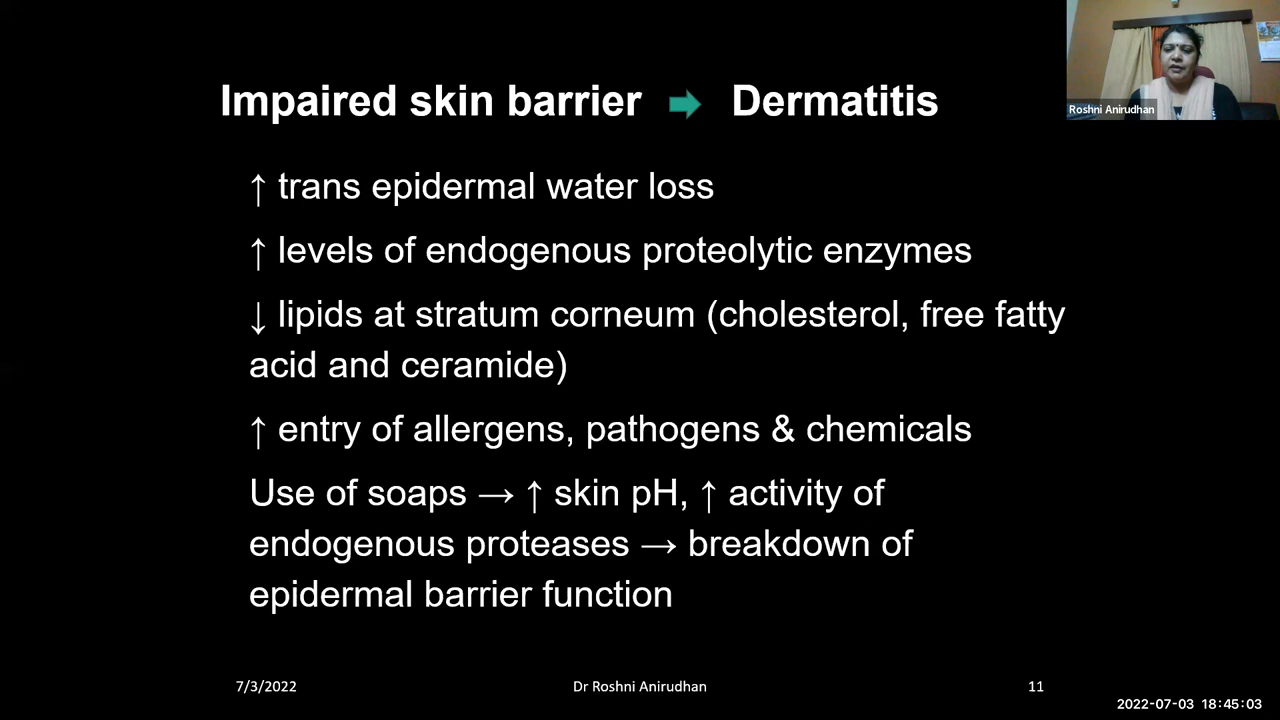 Impaired skin barrier ➡ Dermatitis
Roshni Anirudhan
↑ trans epidermal water loss
↑ levels of endogenous proteolytic enzymes
↓ lipids at stratum corneum (cholesterol, free fatty
acid and ceramide)
↑ entry of allergens, pathogens & chemicals
Use of soaps → ↑ skin pH, ↑ activity of
endogenous proteases → breakdown of
epidermal barrier function
7/3/2022 Dr Roshni Anirudhan 11
2022-07-03 18:45:03